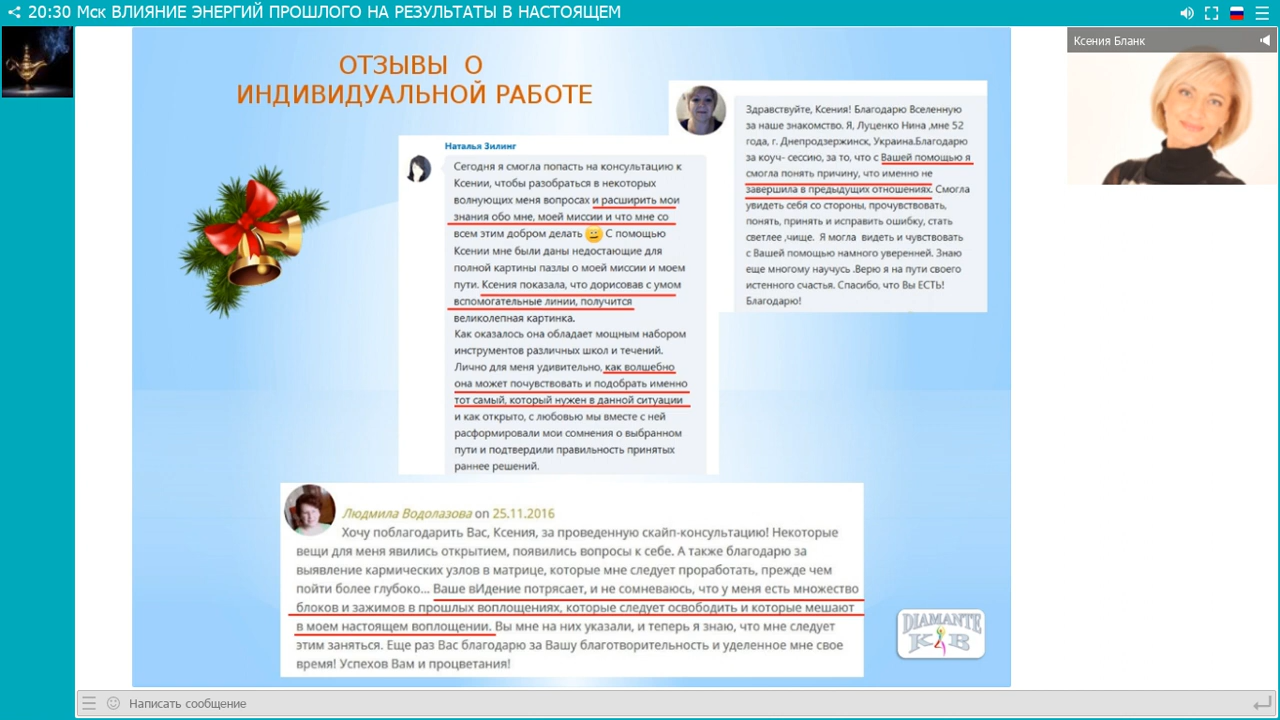 20:30 Мск ВЛИЯНИЕ ЭНЕРГИЙ ПРОШЛОГО НА РЕЗУЛЬТАТЫ В НАСТОЯЩЕМ
Ксения Бланк
ОТЗЫВЫ О
ИНДИВИДУАЛЬНОЙ РАБОТЕ
Здравствуйте, Ксения! Благодарю Вселенную
за наше знакомство. Я, Луценко Нина ,мне 52
года, г. Днепродзержинск, Украина.Благодарю
за коуч- сессию, за то, что с Вашей помощью я
смогла понять причину, что именно не
завершила в предыдущих отношениях. Смогла
увидеть себя со стороны, прочувствовать,
понять, принять и исправить ошибку, стать
светлее ,чище. Я могла видеть и чувствовать
с Вашей помощью намного уверенней. Знаю
еще многому научусь .Верю я на пути своего
истенного счастья. Спасибо, что Вы ЕСТЬ!
Благодарю!
Наталья Зилинг
Сегодня я смогла попасть на консультацию к
Ксении, чтобы разобраться в некоторых
волнующих меня вопросах и расширить мои
знания обо мне, моей миссии и что мне со
всем этим добром делать С помощью
Ксении мне были даны недостающие для
полной картины пазлы о моей миссии и моем
пути. Ксения показала, что дорисовав с умом
вспомогательные линии, получится
великолепная картинка.
Как оказалось она обладает мощным набором
инструментов различных школ и течений.
Лично для меня удивительно, как волшебно
она может почувствовать и подобрать именно
тот самый, который нужен в данной ситуации
и как открыто, с любовью мы вместе с ней
расформировали мои сомнения о выбранном
пути и подтвердили правильность принятых
раннее решений.
Людмила Водолазова on 25.11.2016
Хочу поблагодарить Вас, Ксения, за проведенную скайп-консультацию! Некоторые
вещи для меня явились открытием, появились вопросы к себе. А также благодарю за
выявление кармических узлов в матрице, которые мне следует проработать, прежде чем
пойти более глубоко... Ваше вИдение потрясает, и не сомневаюсь, что у меня есть множество
блоков и зажимов в прошлых воплощениях, которые следует освободить и которые мешают
в моем настоящем воплощении. Вы мне на них указали, и теперь я знаю, что мне следует
этим заняться. Еще раз Вас благодарю за Вашу благотворительность и уделенное мне свое
время! Успехов Вам и процветания!
DIAMANTE
К В
Написать сообщение